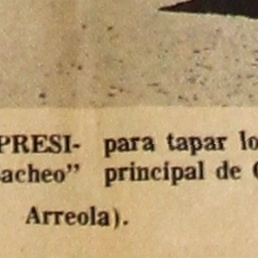 PRESI- para tapar lo
acheo" principal de
Arreola).